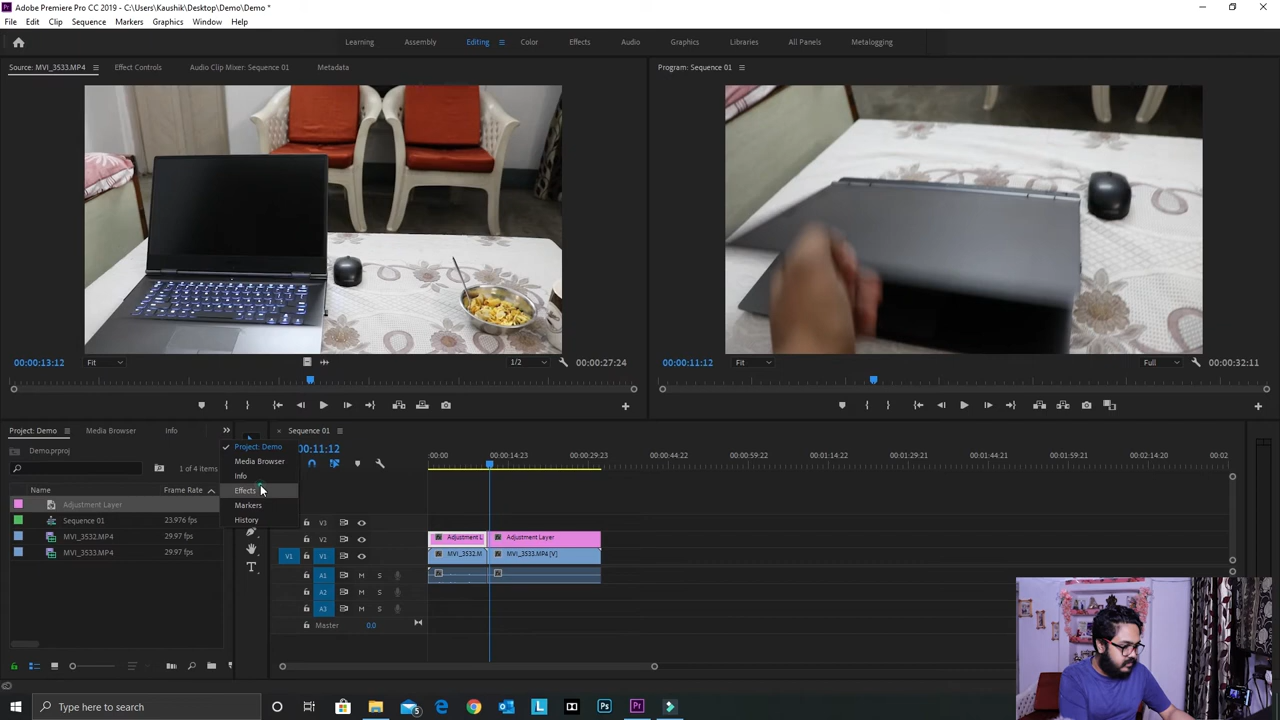 Adobe Premiere Pro CC 2019 - C:\Users\Kaushik\Desktop\Demo\Demo *
File Edit Clip Sequence Markers Graphics Window Help
Learning Assembly Editing Color Effects Audio Graphics Libraries All Panels Metalogging
Source: MVI_3533.MP4 Effect Controls Audio Clip Mixer: Sequence 01 Metadata
Program: Sequence 01
00:00:13:12 Fit 1/2 00:00:27:24
00:00:11:12 Fit Full 00:00:32:11
Project: Demo Media Browser Info
Demo.prproj
1 of 4 items
Name Frame Rate
Adjustment Layer
Sequence 01 23.976 fps
MVI_3532.MP4 29.97 fps
MVI_3533.MP4 29.97 fps
Project: Demo
Media Browser
Info
Effects
Markers
History
Sequence 01
00:00:11:12
:00:00 00:00:14:23 00:00:29:23 00:00:44:22 00:00:59:22 00:01:14:22 00:01:29:21 00:01:44:21 00:01:59:21 00:02:14:20 00:02
V3
V2 Adjustment L Adjustment Layer
V1 V1 MVI_3532.M MVI_3533.MP4 [V]
A1 M S
A2 M S
A3 M S
Master 0.0
Type here to search
5
L
Ps
Pr